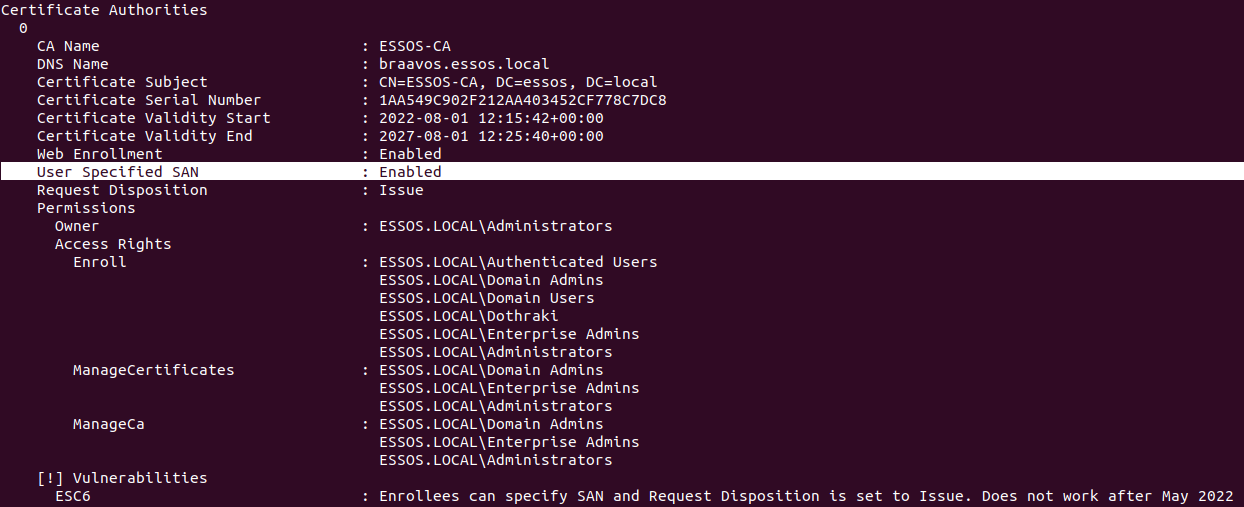 Certificate Authorities
0
CA Name : ESSOS-CA
DNS Name : braavos.essos.local
Certificate Subject : CN=ESSOS-CA, DC=essos, DC=local
Certificate Serial Number : 1AA549C902F212AA403452CF778C7DC8
Certificate Validity Start : 2022-08-01 12:15:42+00:00
Certificate Validity End : 2027-08-01 12:25:40+00:00
Web Enrollment : Enabled
User Specified SAN : Enabled
Request Disposition : Issue
Permissions
Owner : ESSOS.LOCAL\Administrators
Access Rights
Enroll : ESSOS.LOCAL\Authenticated Users
ESSOS.LOCAL\Domain Admins
ESSOS.LOCAL\Domain Users
ESSOS.LOCAL\Dothraki
ESSOS.LOCAL\Enterprise Admins
ESSOS.LOCAL\Administrators
ManageCertificates : ESSOS.LOCAL\Domain Admins
ESSOS.LOCAL\Enterprise Admins
ESSOS.LOCAL\Administrators
ManageCa : ESSOS.LOCAL\Domain Admins
ESSOS.LOCAL\Enterprise Admins
ESSOS.LOCAL\Administrators
[!] Vulnerabilities
ESC6 : Enrollees can specify SAN and Request Disposition is set to Issue. Does not work after May 2022